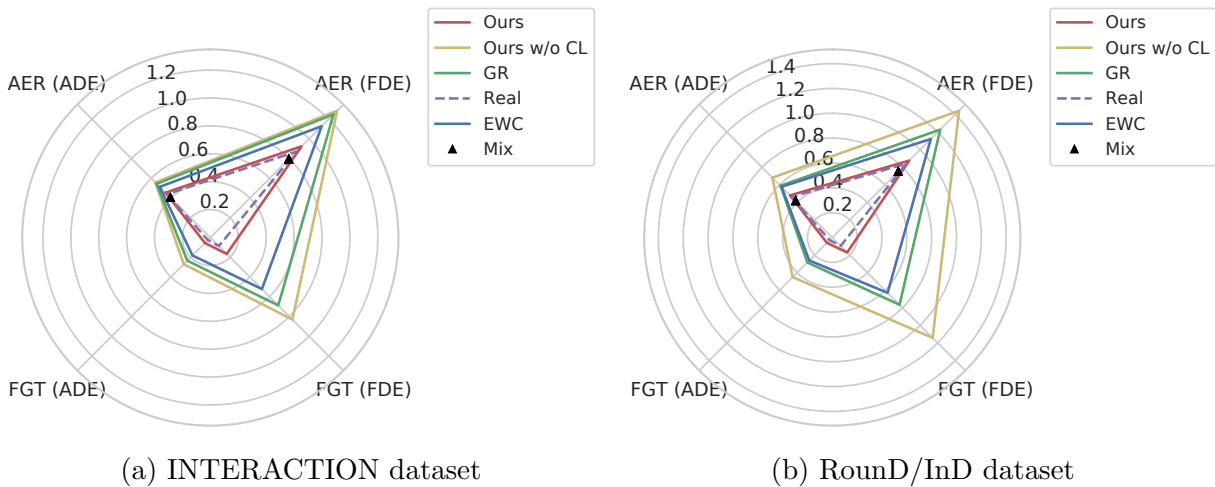 AER (ADE)
AER (FDE)
FGT (ADE)
FGT (FDE)
1.2
1.0
0.8
0.6
0.4
0.2
Ours
Ours w/o CL
GR
Real
EWC
Mix
(a) INTERACTION dataset
AER (ADE)
AER (FDE)
FGT (ADE)
FGT (FDE)
1.4
1.2
1.0
0.8
0.6
0.4
0.2
Ours
Ours w/o CL
GR
Real
EWC
Mix
(b) RounD/InD dataset